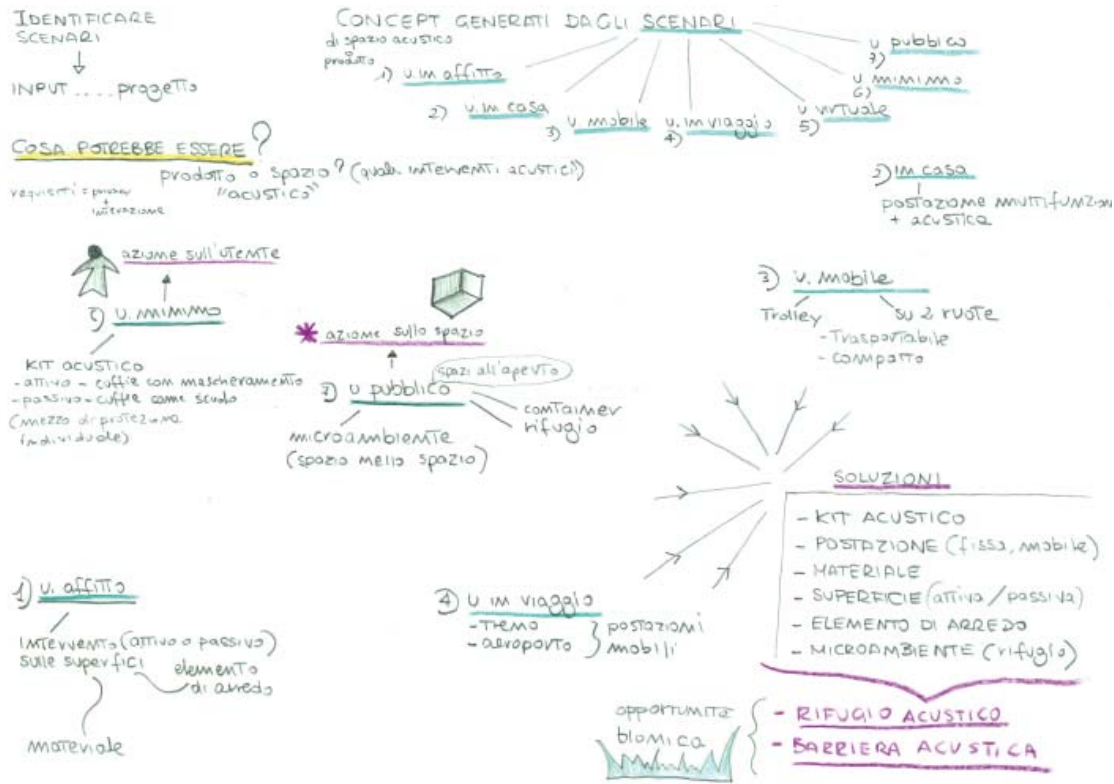 IDENTIFICARE
SCENARI
INPUT .... progetto
CONCEPT GENERATI DAGLI SCENARI
di spazio acustico
prodotto
1) u. in affitto
2) u. in casa
3) u mobile
4) u. in viaggio
5) u virtuale
6) u minimo
7) u pubblico
COSA POTREBBE ESSERE?
prodotto o spazio? (quali interventi acustici?)
"acustico"
requisiti = privacy
+
interazione
2) in casa
postazione multifunzion
+ acustica
azione sull'utente
6) u. minimo
KIT ACUSTICO
- attivo - cuffie con mascheramento
- passivo - cuffie come scudo
(mezzo di protezione
individuale)
* azione sullo spazio
spazi all'aperto
7) u pubblico
microambiente
(spazio nello spazio)
container
rifugio
3) u. mobile
Trolley
su 2 ruote
- Trasportabile
- compatto
1) u. affitto
Intervento (attivo o passivo)
sulle superfici
elemento
di arredo
materiale
4) u in viaggio
- treno
- aeroporto
postazioni
mobili
SOLUZIONI
- KIT ACUSTICO
- POSTAZIONE (fissa, mobile)
- MATERIALE
- SUPERFICIE (attiva / passiva)
- ELEMENTO DI ARREDO
- MICROAMBIENTE (rifugio)
opportunità
bionica
- RIFUGIO ACUSTICO
- BARRIERA ACUSTICA